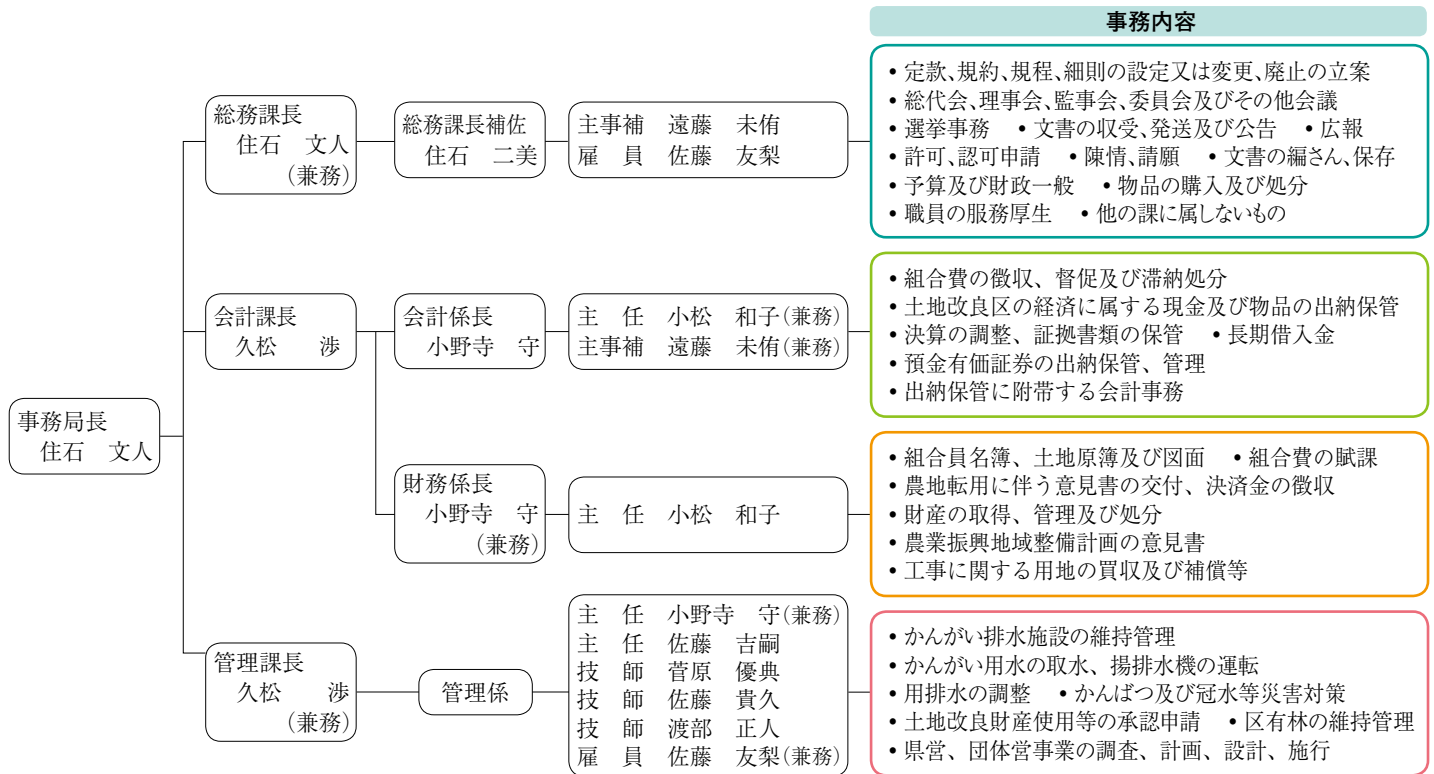 事務内容
事務局長
住石　文人
総務課長
住石　文人
(兼務)
総務課長補佐
住石　二美
主事補　遠藤　未侑
雇　員　佐藤　友梨
• 定款、規約、規程、細則の設定又は変更、廃止の立案
• 総代会、理事会、監事会、委員会及びその他会議
• 選挙事務　• 文書の収受、発送及び公告　• 広報
• 許可、認可申請　• 陳情、請願　• 文書の編さん、保存
• 予算及び財政一般　• 物品の購入及び処分
• 職員の服務厚生　• 他の課に属しないもの
会計課長
久松　　渉
会計係長
小野寺　守
主　任　小松　和子(兼務)
主事補　遠藤　未侑(兼務)
• 組合費の徴収、督促及び滞納処分
• 土地改良区の経済に属する現金及び物品の出納保管
• 決算の調整、証拠書類の保管　• 長期借入金
• 預金有価証券の出納保管、管理
• 出納保管に附帯する会計事務
財務係長
小野寺　守
(兼務)
主　任　小松　和子
• 組合員名簿、土地原簿及び図面　• 組合費の賦課
• 農地転用に伴う意見書の交付、決済金の徴収
• 財産の取得、管理及び処分
• 農業振興地域整備計画の意見書
• 工事に関する用地の買収及び補償等
管理課長
久松　　渉
(兼務)
管理係
主　任　小野寺　守(兼務)
主　任　佐藤　吉嗣
技　師　菅原　優典
技　師　佐藤　貴久
技　師　渡部　正人
雇　員　佐藤　友梨(兼務)
• かんがい排水施設の維持管理
• かんがい用水の取水、揚排水機の運転
• 用排水の調整　• かんばつ及び冠水等災害対策
• 土地改良財産使用等の承認申請　• 区有林の維持管理
• 県営、団体営事業の調査、計画、設計、施行